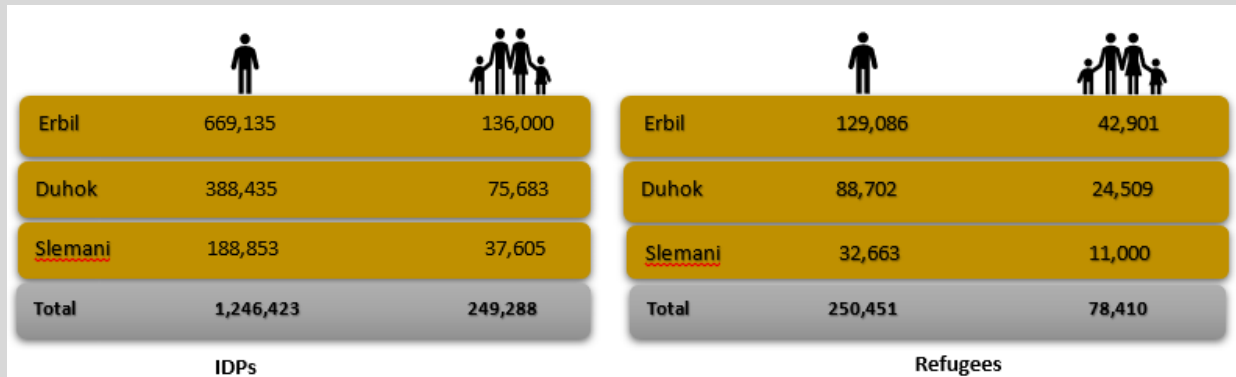 Erbil 669,135 136,000
Duhok 388,435 75,683
Slemani 188,853 37,605
Total 1,246,423 249,288
IDPs
Erbil 129,086 42,901
Duhok 88,702 24,509
Slemani 32,663 11,000
Total 250,451 78,410
Refugees